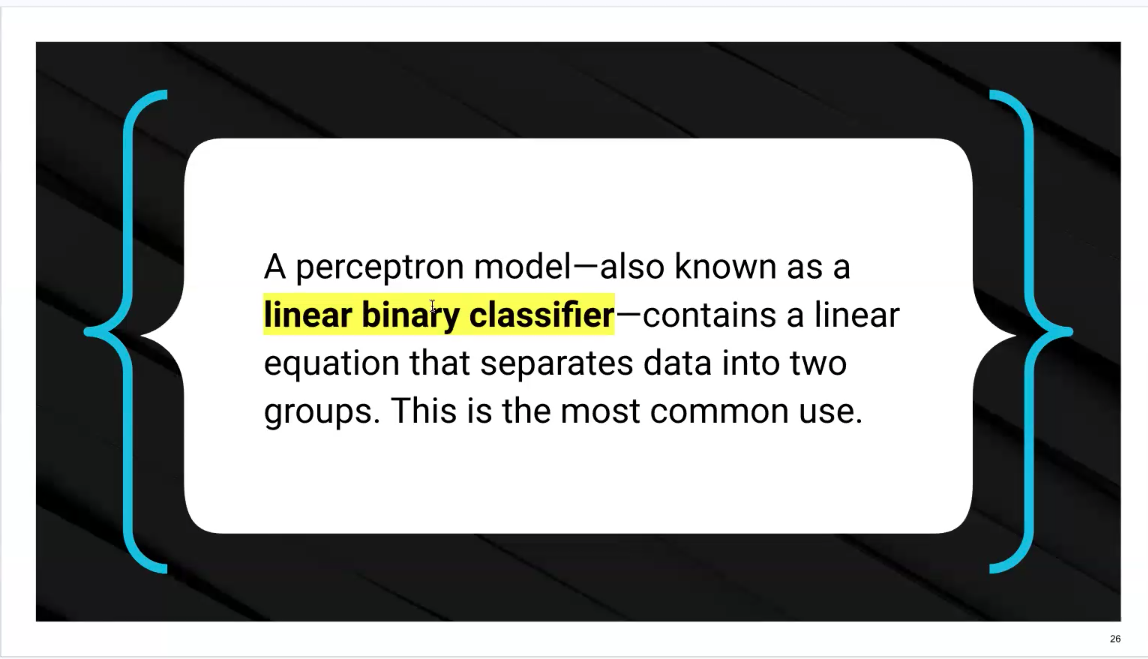 A perceptron model—also known as a
linear binary classifier—contains a linear
equation that separates data into two
groups. This is the most common use.
26